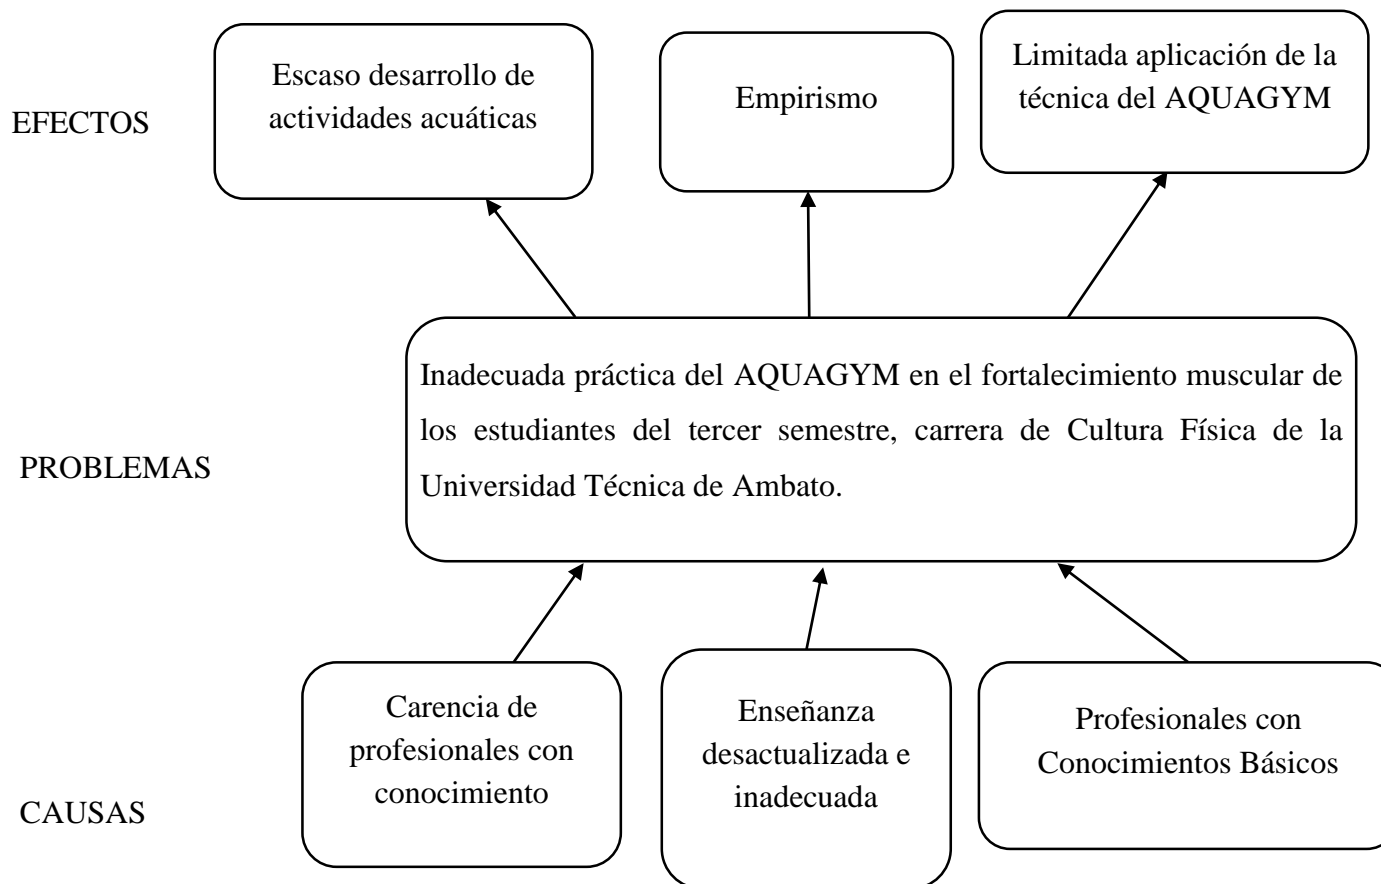 EFECTOS
Escaso desarrollo de
actividades acuáticas
Empirismo
Limitada aplicación de la
técnica del AQUAGYM
PROBLEMAS
Inadecuada práctica del AQUAGYM en el fortalecimiento muscular de
los estudiantes del tercer semestre, carrera de Cultura Física de la
Universidad Técnica de Ambato.
CAUSAS
Carencia de
profesionales con
conocimiento
Enseñanza
desactualizada e
inadecuada
Profesionales con
Conocimientos Básicos